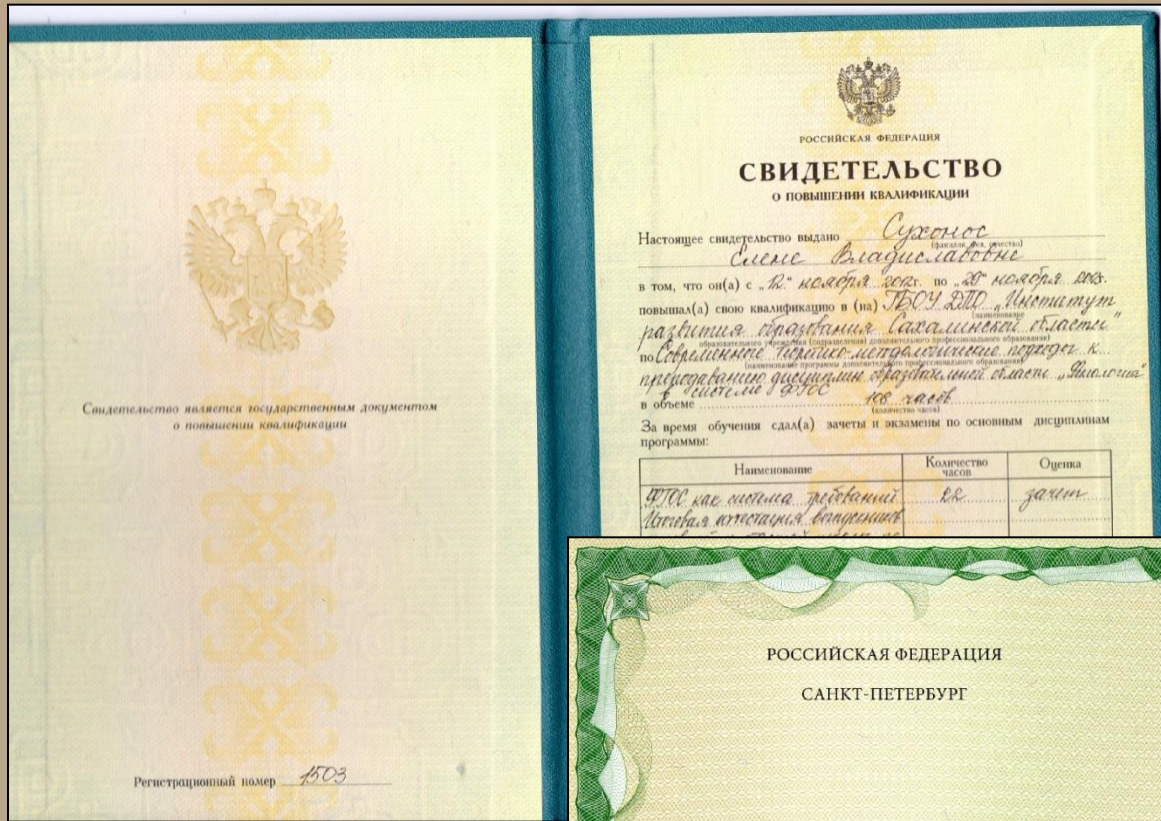 Свидетельство является государственным документом
о повышении квалификации
Регистрационный номер 1503
РОССИЙСКАЯ ФЕДЕРАЦИЯ
СВИДЕТЕЛЬСТВО
О ПОВЫШЕНИИ КВАЛИФИКАЦИИ
Настоящее свидетельство выдано Сухонос
(фамилия, имя, отчество)
Елене Владиславовне
в том, что он(а) с „12“ ноября 2012г. по „29“ ноября
повышал(а) свою квалификацию в (на) ГБОУ ДПО „Институт
(наименование
развития образования Сахалинской области“
образовательного учреждения (подразделения) дополнительного профессионального образования)
по Современные теоретико-методологические подходы к
(наименование программы дополнительного профессионального образования)
преподаванию дисциплин образовательной области „Филология“
в системе ФГОС
в объеме 108 часов
(количество часов)
За время обучения сдал(а) зачеты и экзамены по основным дисциплинам
программы:
Наименование Количество часов Оценка
ФГОС как система требований 22 зачет
Итоговая аттестация выпускников
РОССИЙСКАЯ ФЕДЕРАЦИЯ
САНКТ-ПЕТЕРБУРГ